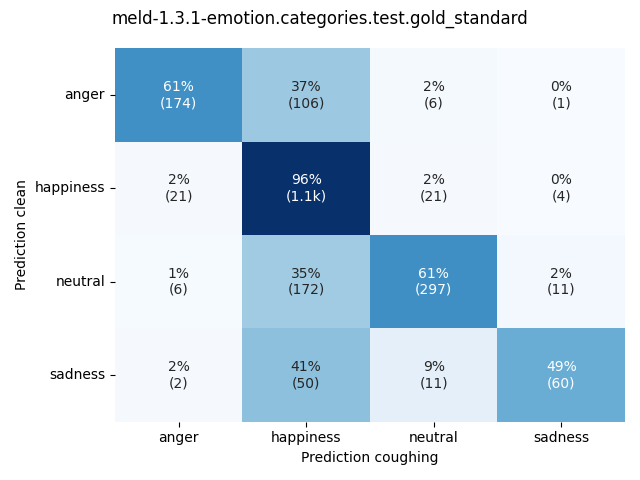 meld-1.3.1-emotion.categories.test.gold_standard
Prediction clean
anger
61%
(174)
37%
(106)
2%
(6)
0%
(1)
happiness
2%
(21)
96%
(1.1k)
2%
(21)
0%
(4)
neutral
1%
(6)
35%
(172)
61%
(297)
2%
(11)
sadness
2%
(2)
41%
(50)
9%
(11)
49%
(60)
anger
happiness
neutral
sadness
Prediction coughing